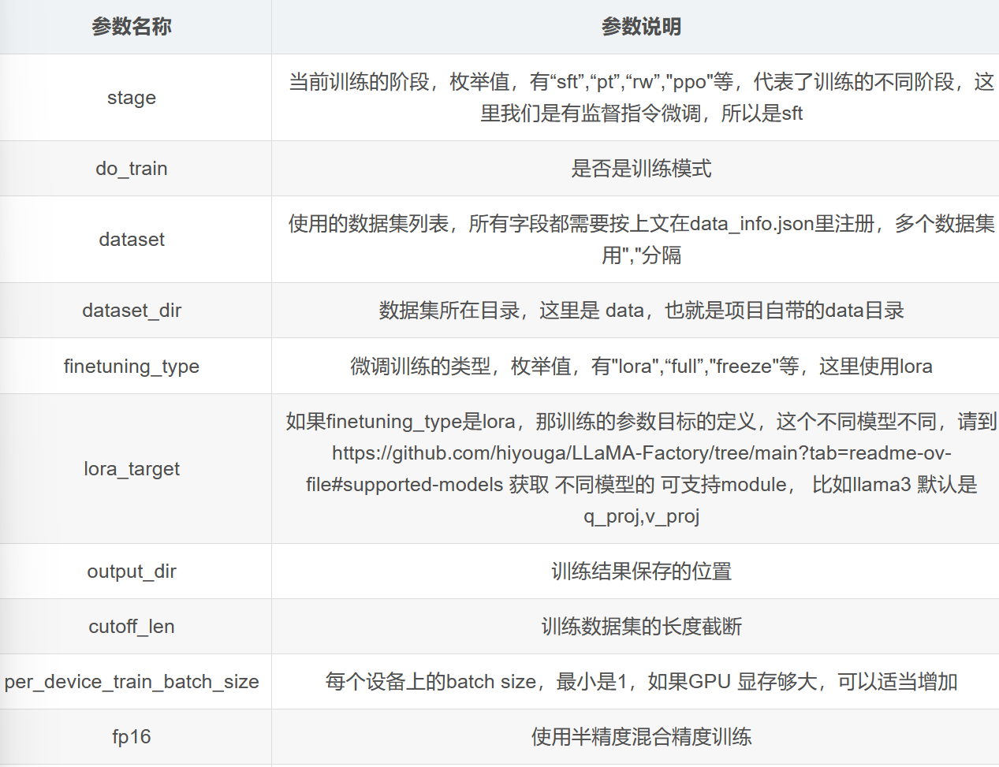 参数名称
参数说明
stage
当前训练的阶段，枚举值，有“sft”,“pt”,“rw”,"ppo"等，代表了训练的不同阶段，这
里我们是有监督指令微调，所以是sft
do_train
是否是训练模式
dataset
使用的数据集列表，所有字段都需要按上文在data_info.json里注册，多个数据集
用","分隔
dataset_dir
数据集所在目录，这里是 data，也就是项目自带的data目录
finetuning_type
微调训练的类型，枚举值，有"lora",“full”,"freeze"等，这里使用lora
lora_target
如果finetuning_type是lora，那训练的参数目标的定义，这个不同模型不同，请到
https://github.com/hiyouga/LLaMA-Factory/tree/main?tab=readme-ov-
file#supported-models 获取 不同模型的 可支持module， 比如llama3 默认是
q_proj,v_proj
output_dir
训练结果保存的位置
cutoff_len
训练数据集的长度截断
per_device_train_batch_size
每个设备上的batch size，最小是1，如果GPU 显存够大，可以适当增加
fp16
使用半精度混合精度训练